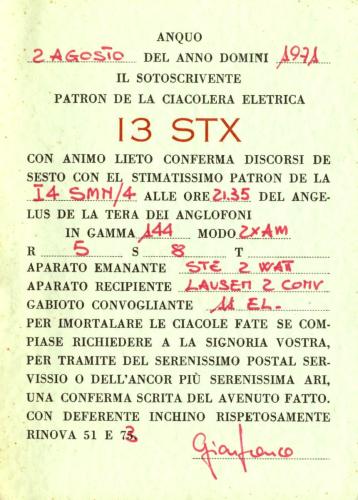 ANQUO
2 AGOSTO DEL ANNO DOMINI 1971
IL SOTOSCRIVENTE
PATRON DE LA CIACOLERA ELETRICA
I3 STX
CON ANIMO LIETO CONFERMA DISCORSI DE
SESTO CON EL STIMATISSIMO PATRON DE LA
I4 SMN/4 ALLE ORE 21.35 DEL ANGE-
LUS DE LA TERA DEI ANGLOFONI
IN GAMMA 144 MODO 2XAM
R 5 S 8 T
APARATO EMANANTE STE 2 WATT
APARATO RECIPIENTE LAUSEM 2 CONV
GABIOTO CONVOGLIANTE 11 EL.
PER IMORTALARE LE CIACOLE FATE SE COM-
PIASE RICHIEDERE A LA SIGNORIA VOSTRA,
PER TRAMITE DEL SERENISSIMO POSTAL SER-
VISSIO O DELL'ANCOR PIÙ SERENISSIMA ARI,
UNA CONFERMA SCRITA DEL AVENUTO FATTO.
CON DEFERENTE INCHINO RISPETOSAMENTE
RINOVA 51 E 73
Gianfranco